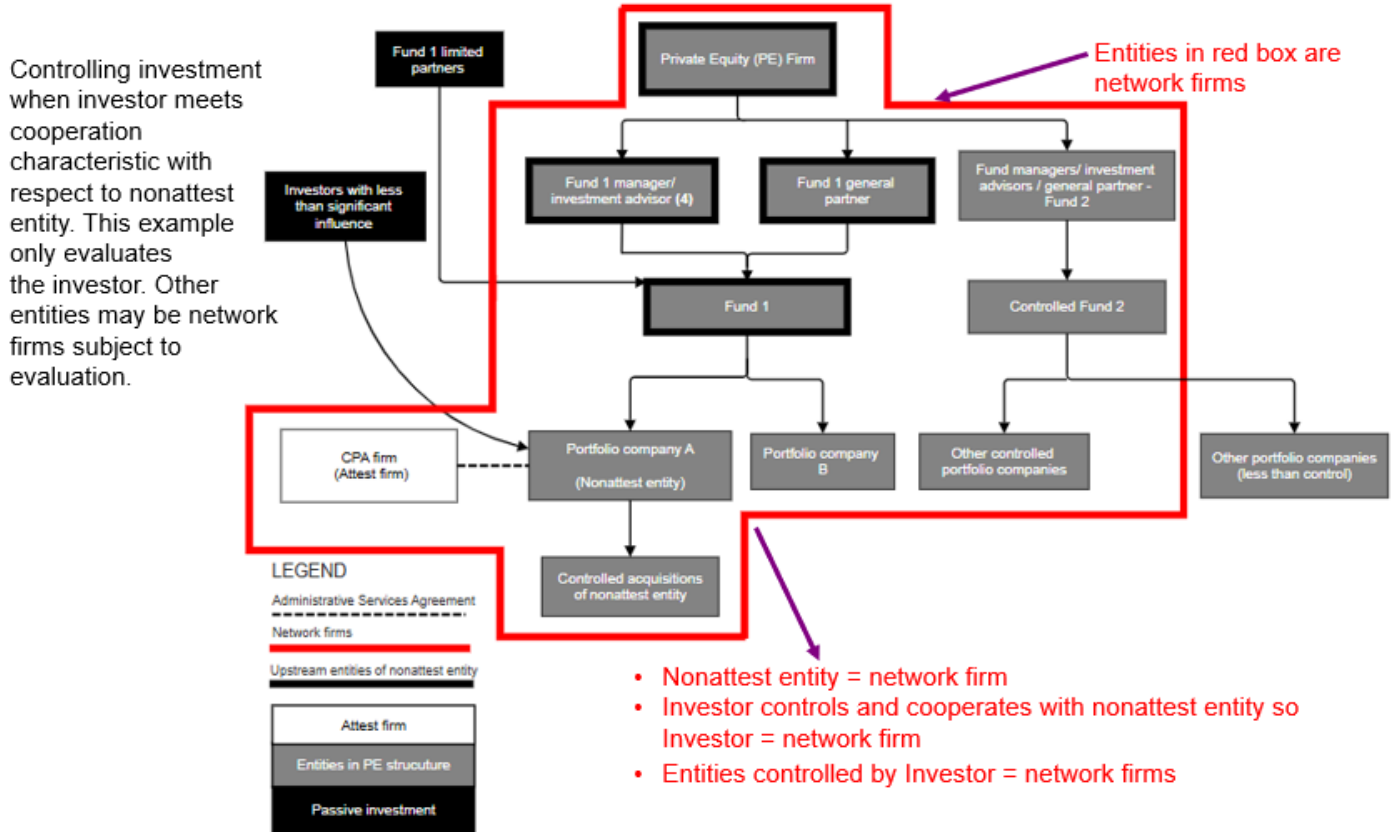 Controlling investment
when investor meets
cooperation
characteristic with
respect to nonattest
entity. This example
only evaluates
the investor. Other
entities may be network
firms subject to
evaluation.
Fund 1 limited
partners
Private Equity (PE) Firm
Entities in red box are
network firms
Investors with less
than significant
influence
Fund 1 manager/
investment advisor (4)
Fund 1 general
partner
Fund managers/ investment
advisors / general partner -
Fund 2
Fund 1
Controlled Fund 2
CPA firm
(Attest firm)
Portfolio company A
(Nonattest entity)
Portfolio company
B
Other controlled
portfolio companies
Other portfolio companies
(less than control)
Controlled acquisitions
of nonattest entity
LEGEND
Administrative Services Agreement
Network firms
Upstream entities of nonattest entity
Attest firm
Entities in PE strucuture
Passive investment
• Nonattest entity = network firm
• Investor controls and cooperates with nonattest entity so
Investor = network firm
• Entities controlled by Investor = network firms